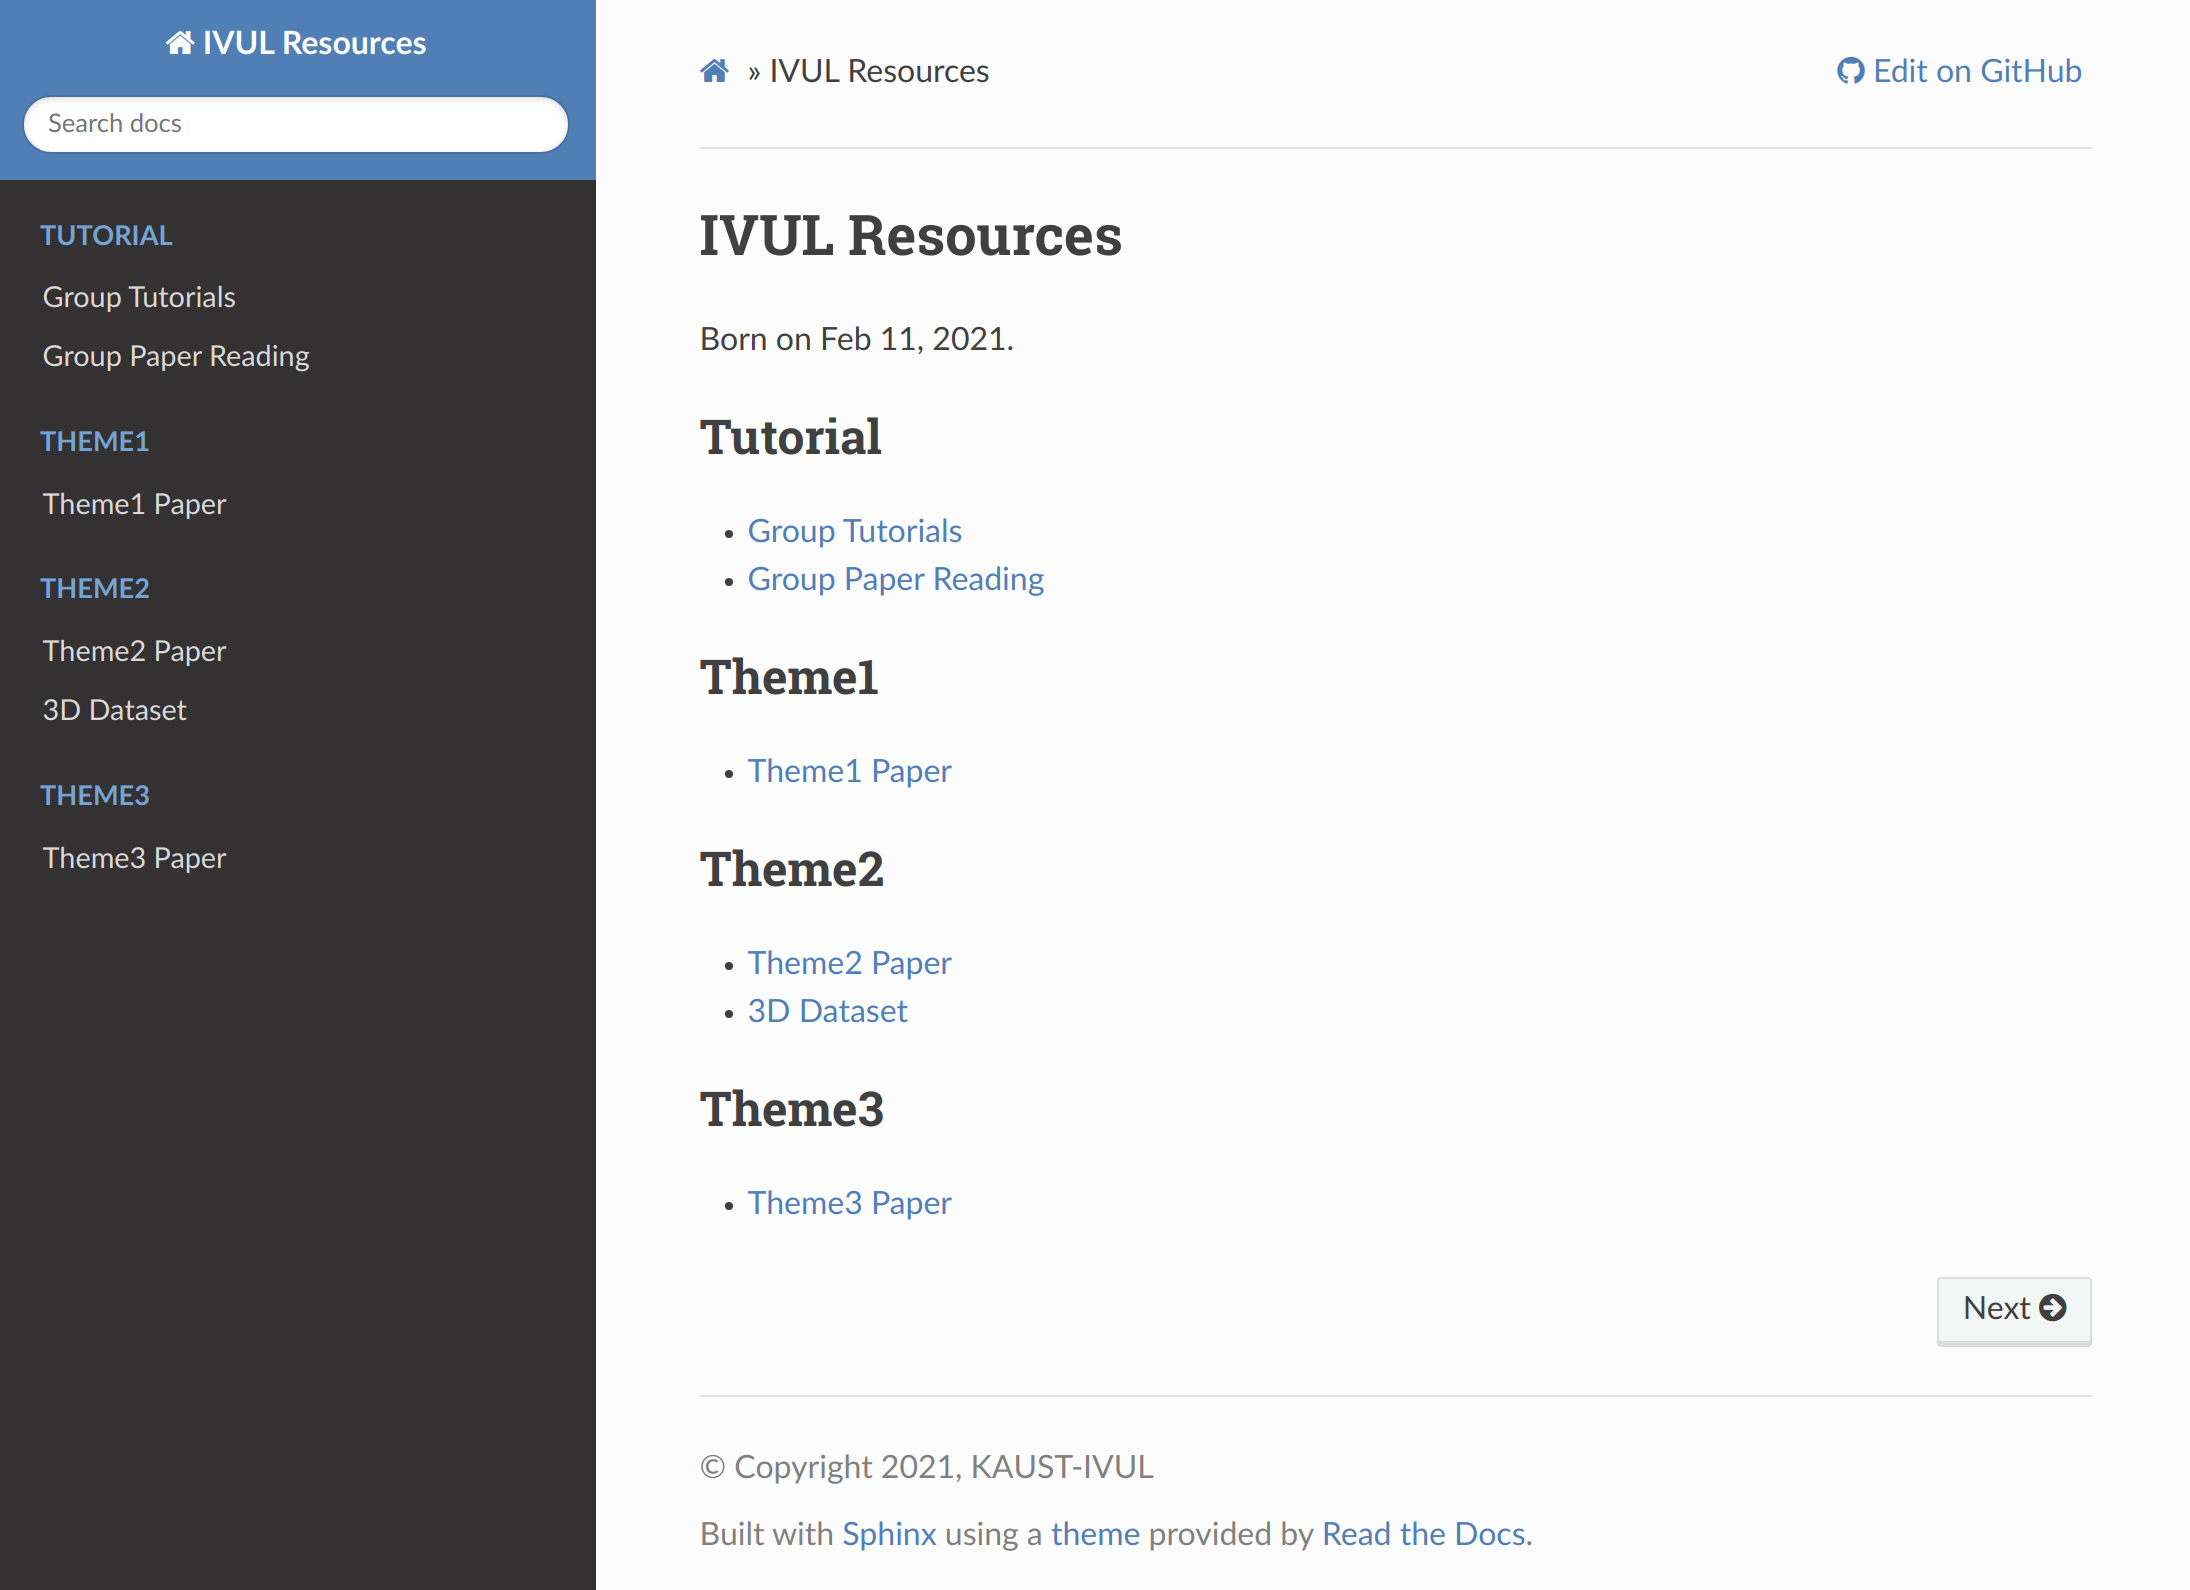 IVUL Resources
Search docs
TUTORIAL
Group Tutorials
Group Paper Reading
THEME1
Theme1 Paper
THEME2
Theme2 Paper
3D Dataset
THEME3
Theme3 Paper
» IVUL Resources
Edit on GitHub
IVUL Resources
Born on Feb 11, 2021.
Tutorial
• Group Tutorials
• Group Paper Reading
Theme1
• Theme1 Paper
Theme2
• Theme2 Paper
• 3D Dataset
Theme3
• Theme3 Paper
Next
© Copyright 2021, KAUST-IVUL
Built with Sphinx using a theme provided by Read the Docs.